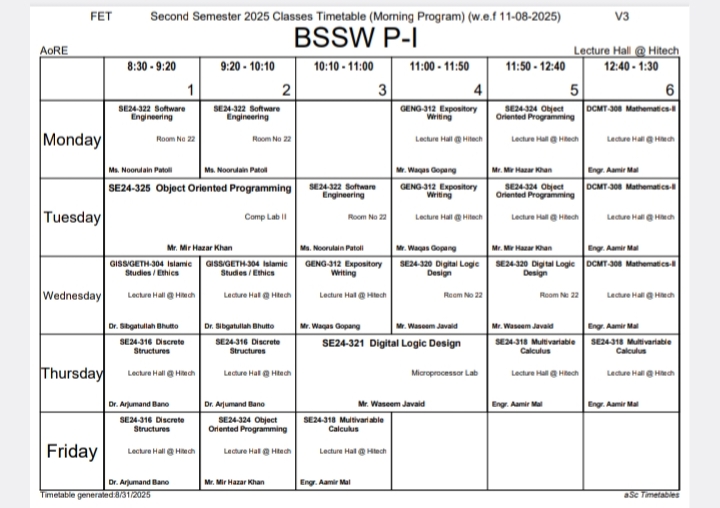 FET Second Semester 2025 Classes Timetable (Morning Program) (w.e.f 11-08-2025) V3
BSSW P-I
AoRE Lecture Hall @ Hitech
8:30 - 9:20 9:20 - 10:10 10:10 - 11:00 11:00 - 11:50 11:50 - 12:40 12:40 - 1:30
1 2 3 4 5 6
Monday
SE24-322 Software
Engineering
Room No 22
Ms. Noorulain Patoli
SE24-322 Software
Engineering
Room No 22
Ms. Noorulain Patoli
GENG-312 Expository
Writing
Lecture Hall @ Hitech
Mr. Waqas Gopang
SE24-324 Object
Oriented Programming
Lecture Hall @ Hitech
Mr. Mir Hazar Khan
DCMT-308 Mathematics-II
Lecture Hall @ Hitech
Engr. Aamir Mal
Tuesday
SE24-325 Object Oriented Programming
Comp Lab II
Mr. Mir Hazar Khan
SE24-322 Software
Engineering
Room No 22
Ms. Noorulain Patoli
GENG-312 Expository
Writing
Lecture Hall @ Hitech
Mr. Waqas Gopang
SE24-324 Object
Oriented Programming
Lecture Hall @ Hitech
Mr. Mir Hazar Khan
DCMT-308 Mathematics-II
Lecture Hall @ Hitech
Engr. Aamir Mal
Wednesday
GISS/GETH-304 Islamic
Studies / Ethics
Lecture Hall @ Hitech
Dr. Sibgatullah Bhutto
GISS/GETH-304 Islamic
Studies / Ethics
Lecture Hall @ Hitech
Dr. Sibgatullah Bhutto
GENG-312 Expository
Writing
Lecture Hall @ Hitech
Mr. Waqas Gopang
SE24-320 Digital Logic
Design
Room No 22
Mr. Waseem Javaid
SE24-320 Digital Logic
Design
Room No 22
Mr. Waseem Javaid
DCMT-308 Mathematics-II
Lecture Hall @ Hitech
Engr. Aamir Mal
Thursday
SE24-316 Discrete
Structures
Lecture Hall @ Hitech
Dr. Arjumand Bano
SE24-316 Discrete
Structures
Lecture Hall @ Hitech
Dr. Arjumand Bano
SE24-321 Digital Logic Design
Microprocessor Lab
Mr. Waseem Javaid
SE24-318 Multivariable
Calculus
Lecture Hall @ Hitech
Engr. Aamir Mal
SE24-318 Multivariable
Calculus
Lecture Hall @ Hitech
Engr. Aamir Mal
Friday
SE24-316 Discrete
Structures
Lecture Hall @ Hitech
Dr. Arjumand Bano
SE24-324 Object
Oriented Programming
Lecture Hall @ Hitech
Mr. Mir Hazar Khan
SE24-318 Multivariable
Calculus
Lecture Hall @ Hitech
Engr. Aamir Mal
Timetable generated:8/31/2025 aSc Timetables